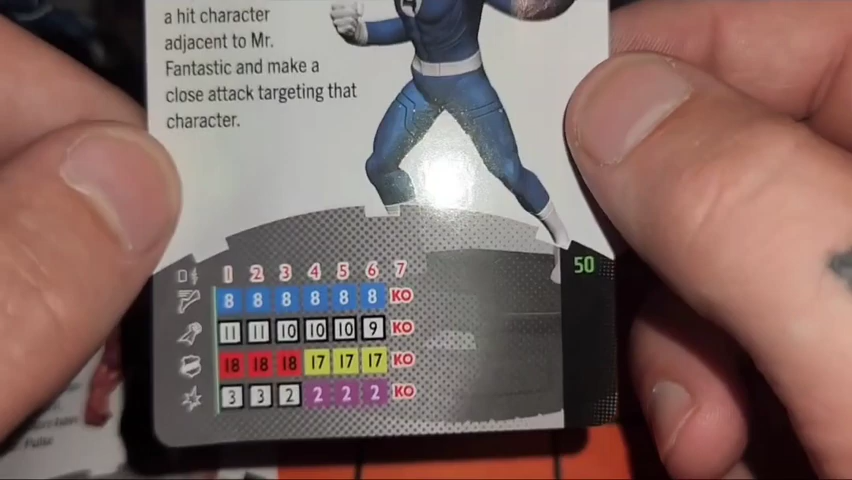 a hit character
adjacent to Mr.
Fantastic and make a
close attack targeting that
character.
4
50
1 2 3 4 5 6 7
8 8 8 8 8 8 KO
11 11 10 10 10 9 KO
18 18 18 17 17 17 KO
3 3 2 2 2 2 KO
Pulse